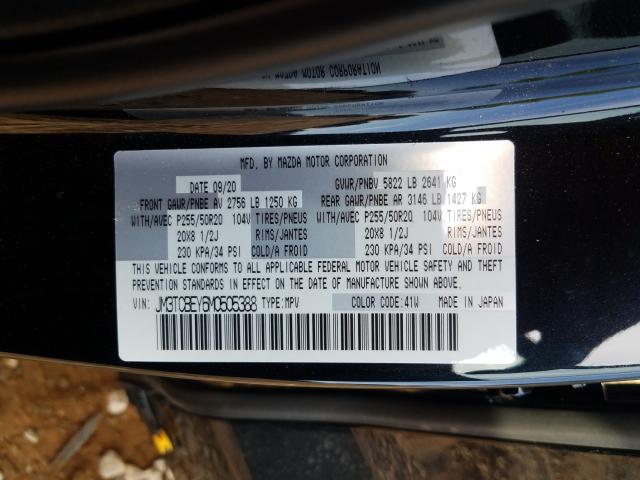 MFD. BY MAZDA MOTOR CORPORATION
DATE 09/20 GVWR/PNBV 5822 LB 2641 KG
FRONT GAWR/PNBE AV 2756 LB 1250 KG REAR GAWR/PNBE AR 3146 LB 1427 KG
WITH/AVEC P255/50R20 104V TIRES/PNEUS WITH/AVEC P255/50R20 104V TIRES/PNEUS
20X8 1/2J RIMS/JANTES 20X8 1/2J RIMS/JANTES
230 KPA/34 PSI COLD/A FROID 230 KPA/34 PSI COLD/A FROID
THIS VEHICLE CONFORMS TO ALL APPLICABLE FEDERAL MOTOR VEHICLE SAFETY AND THEFT
PREVENTION STANDARDS IN EFFECT ON THE DATE OF MANUFACTURE SHOWN ABOVE.
VIN: JM3TCBEY6M0505388 TYPE:MPV COLOR CODE:41W MADE IN JAPAN